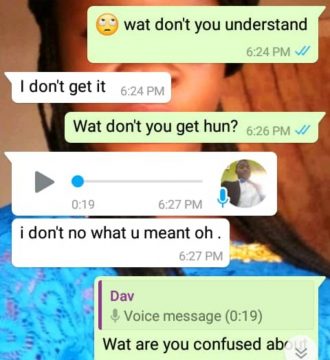 🙄 wat don't you understand
6:24 PM
I don't get it 6:24 PM
Wat don't you get hun? 6:26 PM
0:19 6:27 PM
i don't no what u meant oh .
6:27 PM
Dav
Voice message (0:19)
Wat are you confused about